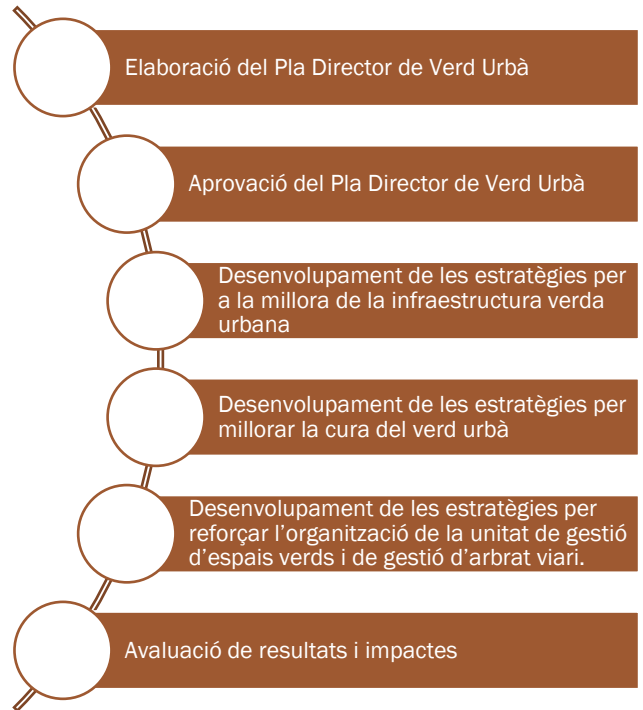 Elaboració del Pla Director de Verd Urbà
Aprovació del Pla Director de Verd Urbà
Desenvolupament de les estratègies per
a la millora de la infraestructura verda
urbana
Desenvolupament de les estratègies per
millorar la cura del verd urbà
Desenvolupament de les estratègies per
reforçar l’organització de la unitat de gestió
d’espais verds i de gestió d’arbrat viari.
Avaluació de resultats i impactes